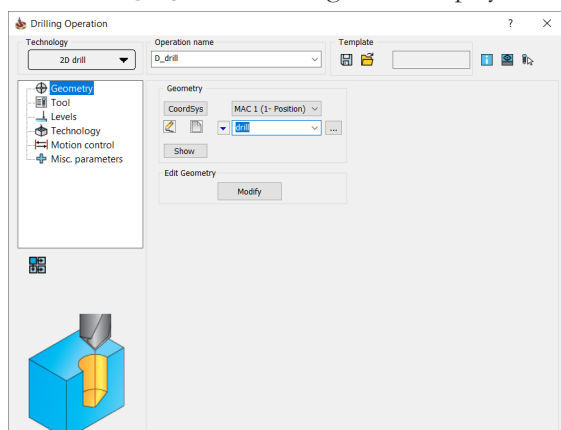 Drilling Operation ? ×
Technology Operation name Template
2D drill D_drill
Geometry
Tool
Levels
Technology
Motion control
Misc. parameters
Geometry
CoordSys MAC 1 (1- Position)
drill ...
Show
Edit Geometry
Modify